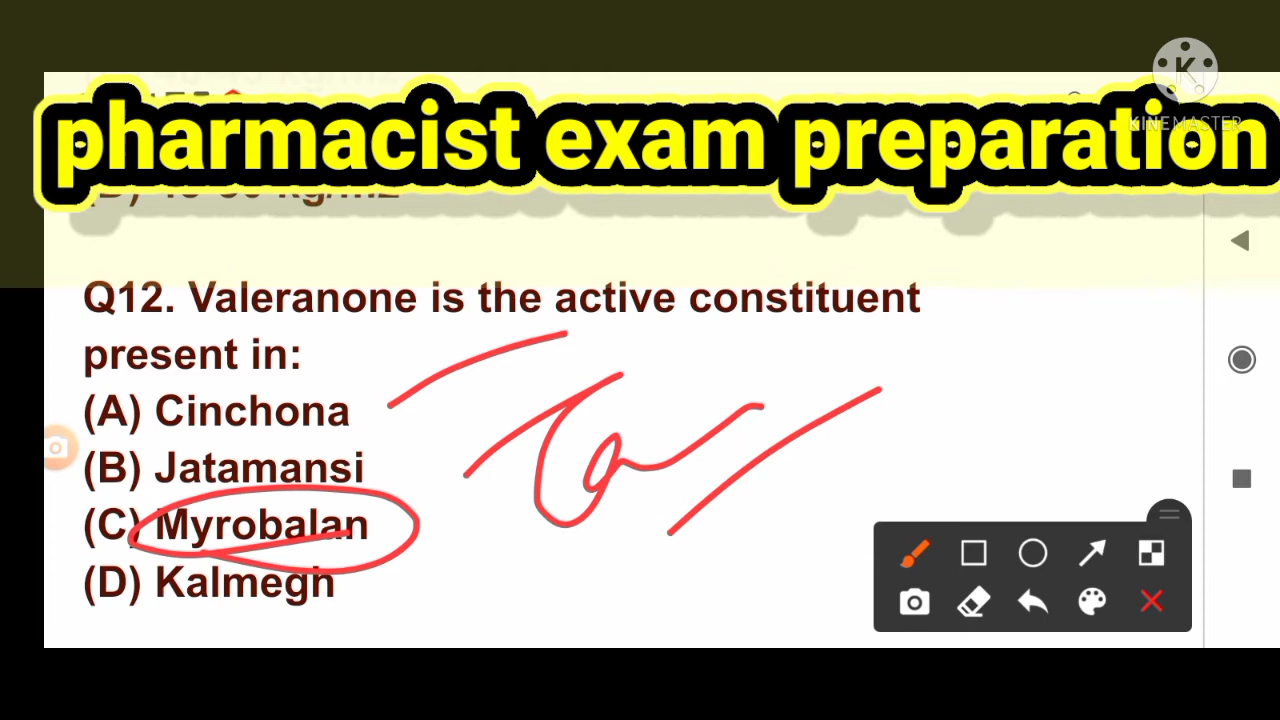 pharmacist exam preparation
KINEMASTER
Q12. Valeranone is the active constituent
present in:
(A) Cinchona
(B) Jatamansi
(C) Myrobalan
(D) Kalmegh